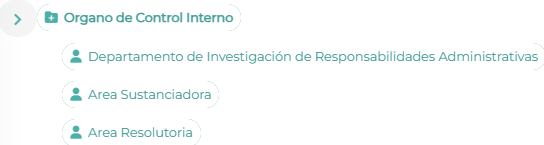 Organo de Control Interno
Departamento de Investigación de Responsabilidades Administrativas
Area Sustanciadora
Area Resolutoria